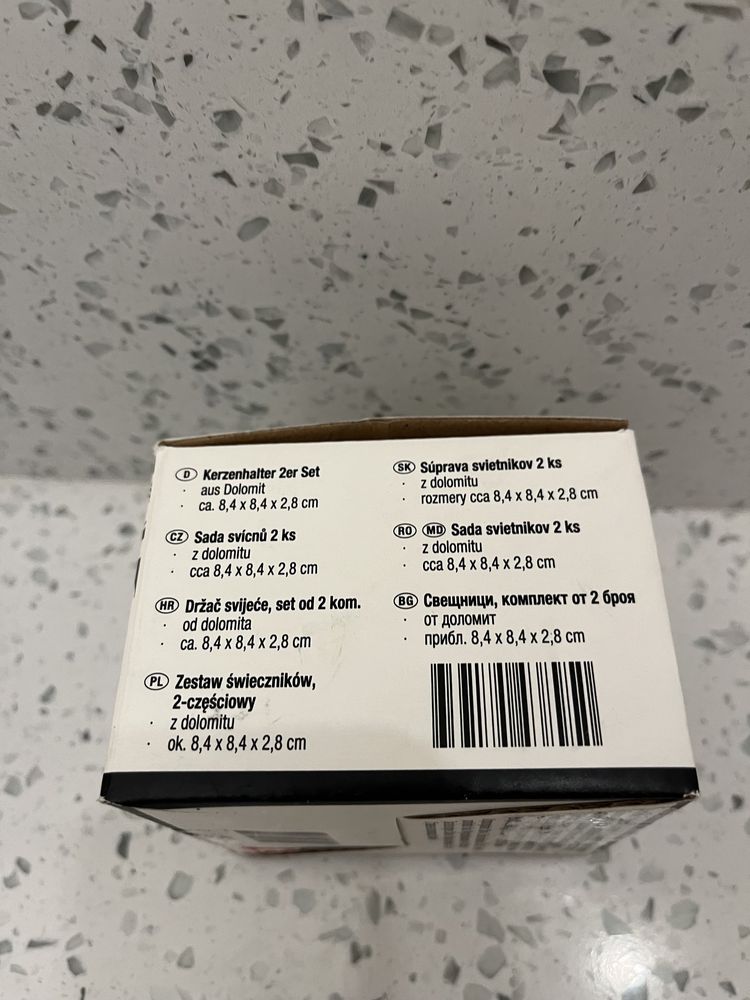 D Kerzenhalter 2er Set
· aus Dolomit
· ca. 8,4 x 8,4 x 2,8 cm
CZ Sada svícnů 2 ks
· z dolomitu
· cca 8,4 x 8,4 x 2,8 cm
HR Držač svijeće, set od 2 kom.
· od dolomita
· ca. 8,4 x 8,4 x 2,8 cm
PL Zestaw świeczników,
2-częściowy
· z dolomitu
· ok. 8,4 x 8,4 x 2,8 cm
SK Súprava svietnikov 2 ks
· z dolomitu
· rozmery cca 8,4 x 8,4 x 2,8 cm
RO MD Sada svietnikov 2 ks
· z dolomitu
· cca 8,4 x 8,4 x 2,8 cm
BG Свещници, комплект от 2 броя
· от доломит
· прибл. 8,4 x 8,4 x 2,8 cm